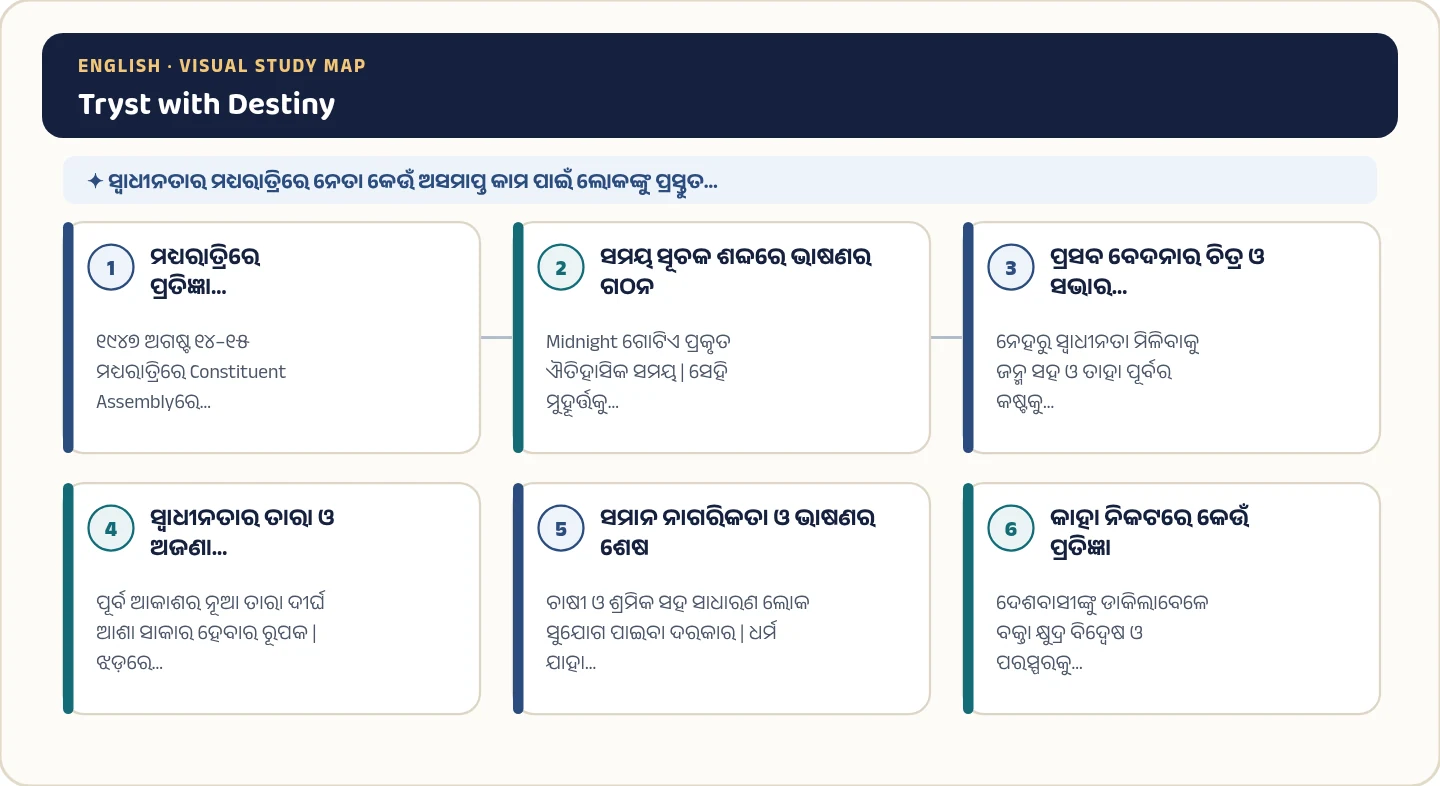 ENGLISH · VISUAL STUDY MAP
Tryst with Destiny
✦ ସ୍ୱାଧୀନତାର ମଧ୍ୟରାତ୍ରିରେ ନେତା କେଉଁ ଅସମାପ୍ତ କାମ ପାଇଁ ଲୋକଙ୍କୁ ପ୍ରସ୍ତୁତ...
1
ମଧ୍ୟରାତ୍ରିରେ
ପ୍ରତିଜ୍ଞା...
୧୯୪୭ ଅଗଷ୍ଟ ୧୪–୧୫
ମଧ୍ୟରାତ୍ରିରେ Constituent
Assemblyରେ...
2
ସମୟ ସୂଚକ ଶବ୍ଦରେ ଭାଷଣର
ଗଠନ
Midnight ଗୋଟିଏ ପ୍ରକୃତ
ଐତିହାସିକ ସମୟ | ସେହି
ମୁହୂର୍ତ୍ତକୁ...
3
ପ୍ରସବ ବେଦନାର ଚିତ୍ର ଓ
ସଭାର...
ନେହରୁ ସ୍ୱାଧୀନତା ମିଳିବାକୁ
ଜନ୍ମ ସହ ଓ ତାହା ପୂର୍ବର
କଷ୍ଟକୁ...
4
ସ୍ୱାଧୀନତାର ତାରା ଓ
ଅଜଣା...
ପୂର୍ବ ଆକାଶର ନୂଆ ତାରା ଦୀର୍ଘ
ଆଶା ସାକାର ହେବାର ରୂପକ |
ଝଡ଼ରେ...
5
ସମାନ ନାଗରିକତା ଓ ଭାଷଣର
ଶେଷ
ଚାଷୀ ଓ ଶ୍ରମିକ ସହ ସାଧାରଣ ଲୋକ
ସୁଯୋଗ ପାଇବା ଦରକାର | ଧର୍ମ
ଯାହା...
6
କାହା ନିକଟରେ କେଉଁ
ପ୍ରତିଜ୍ଞା
ଦେଶବାସୀଙ୍କୁ ଡାକିଲାବେଳେ
ବକ୍ତା କ୍ଷୁଦ୍ର ବିଦ୍ୱେଷ ଓ
ପରସ୍ପରକୁ...